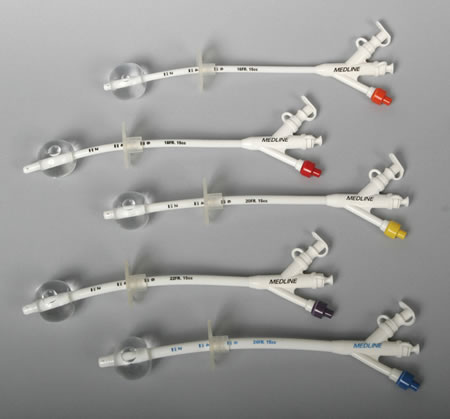 16FR. 15cc
MEDLINE
18FR. 15cc
MEDLINE
20FR. 15cc
MEDLINE
22FR. 15cc
MEDLINE
24FR. 15cc
MEDLINE